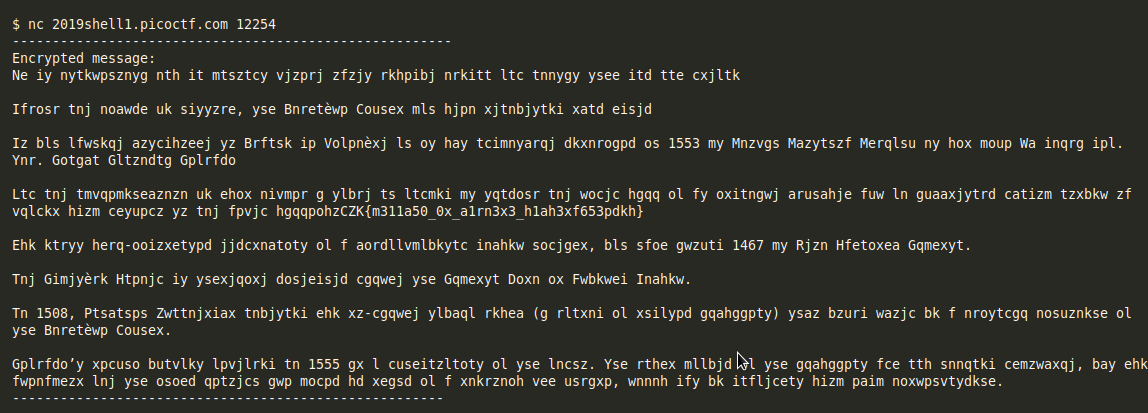 $ nc 2019shell1.picoctf.com 12254
-------------------------------------------------------
Encrypted message:
Ne iy nytkwpsznyg nth it mtsztcy vjzprj zfzjy rkhpibj nrkitt ltc tnnygy ysee itd tte cxjltk
Ifrosr tnj noawde uk siyyzre, yse Bnretèwp Cousex mls hjpn xjtnbjytki xatd eisjd
Iz bls lfwskqj azycihzeej yz Brftsk ip Volpnèxj ls oy hay tcimnyarqj dkxnrogpd os 1553 my Mnzvgs Mazytszf Merqlsu ny hox moup Wa inqrg ipl.
Ynr. Gotgat Gltzndtg Gplrfdo
Ltc tnj tmvqpmkseaznzn uk ehox nivmpr g ylbrj ts ltcmki my yqtdosr tnj wocjc hgqq ol fy oxitngwj arusahje fuw ln guaaxjytrd catizm tzxbkw zf
vqlckx hizm ceyupcz yz tnj fpvjc hgqqpohzCZK{m311a50_0x_a1rn3x3_h1ah3xf653pdkh}
Ehk ktryy herq-ooizxetypd jjdcxnatoty ol f aordllvmlbkytc inahkw socjgex, bls sfoe gwzuti 1467 my Rjzn Hfetoxea Gqmexyt.
Tnj Gimjyèrk Htpnjc iy ysexjqoxj dosjeisjd cgqwej yse Gqmexyt Doxn ox Fwbkwei Inahkw.
Tn 1508, Ptsatsps Zwttnjxiax tnbjytki ehk xz-cgqwej ylbaql rkhea (g rltxni ol xsilypd gqahggpty) ysaz bzuri wazjc bk f nroytcgq nosuznkse ol
yse Bnretèwp Cousex.
Gplrfdo’y xpcuso butvlky lpvjlrki tn 1555 gx l cuseitzltoty ol yse lncsz. Yse rthex mllbjd ol yse gqahggpty fce tth snnqtki cemzwaxqj, bay ehk
fwpnfmezx lnj yse osoed qptzjcs gwp mocpd hd xegsd ol f xnkrznoh vee usrgxp, wnnnh ify bk itfljcety hizm paim noxwpsvtydkse.
------------------------------------------------------